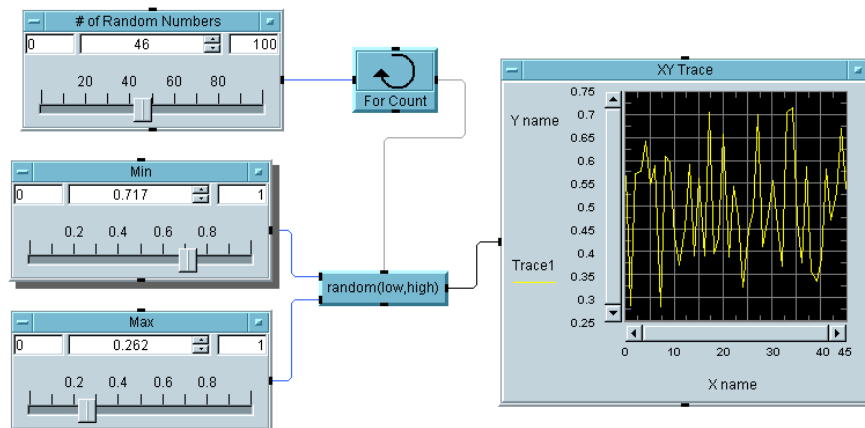 # of Random Numbers
0 46 100
20 40 60 80
For Count
Min
0 0.717 1
0.2 0.4 0.6 0.8
random(low,high)
Max
0 0.262 1
0.2 0.4 0.6 0.8
XY Trace
Y name
Trace1
0.75
0.7
0.65
0.6
0.55
0.5
0.45
0.4
0.35
0.3
0.25
0 10 20 30 40 45
X name